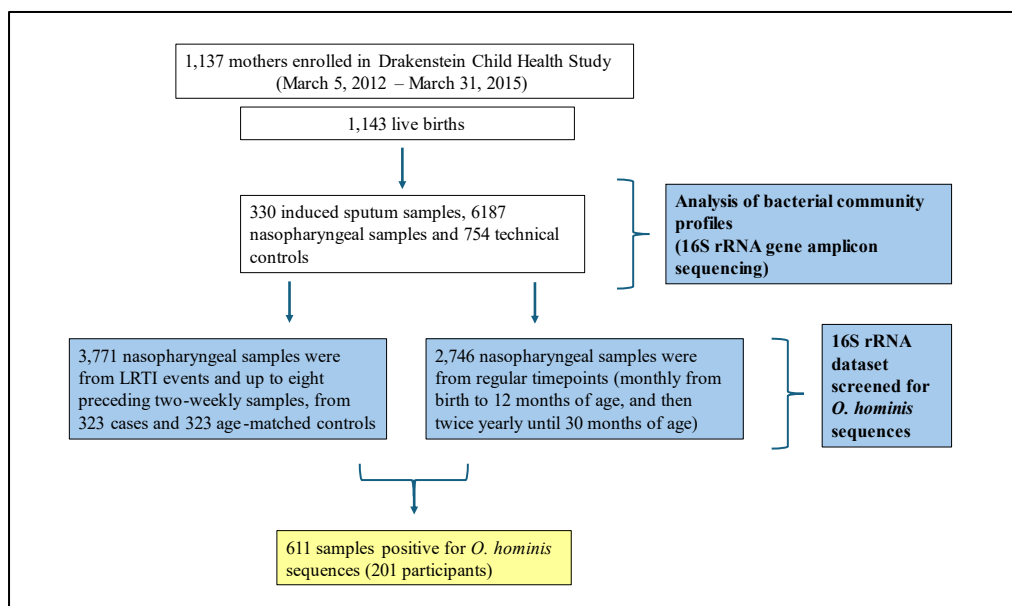 1,137 mothers enrolled in Drakenstein Child Health Study
(March 5, 2012 – March 31, 2015)
1,143 live births
330 induced sputum samples, 6187
nasopharyngeal samples and 754 technical
controls
Analysis of bacterial community
profiles
(16S rRNA gene amplicon
sequencing)
3,771 nasopharyngeal samples were
from LRTI events and up to eight
preceding two-weekly samples, from
323 cases and 323 age-matched controls
2,746 nasopharyngeal samples were
from regular timepoints (monthly from
birth to 12 months of age, and then
twice yearly until 30 months of age)
16S rRNA
dataset
screened for
O. hominis
sequences
611 samples positive for O. hominis
sequences (201 participants)